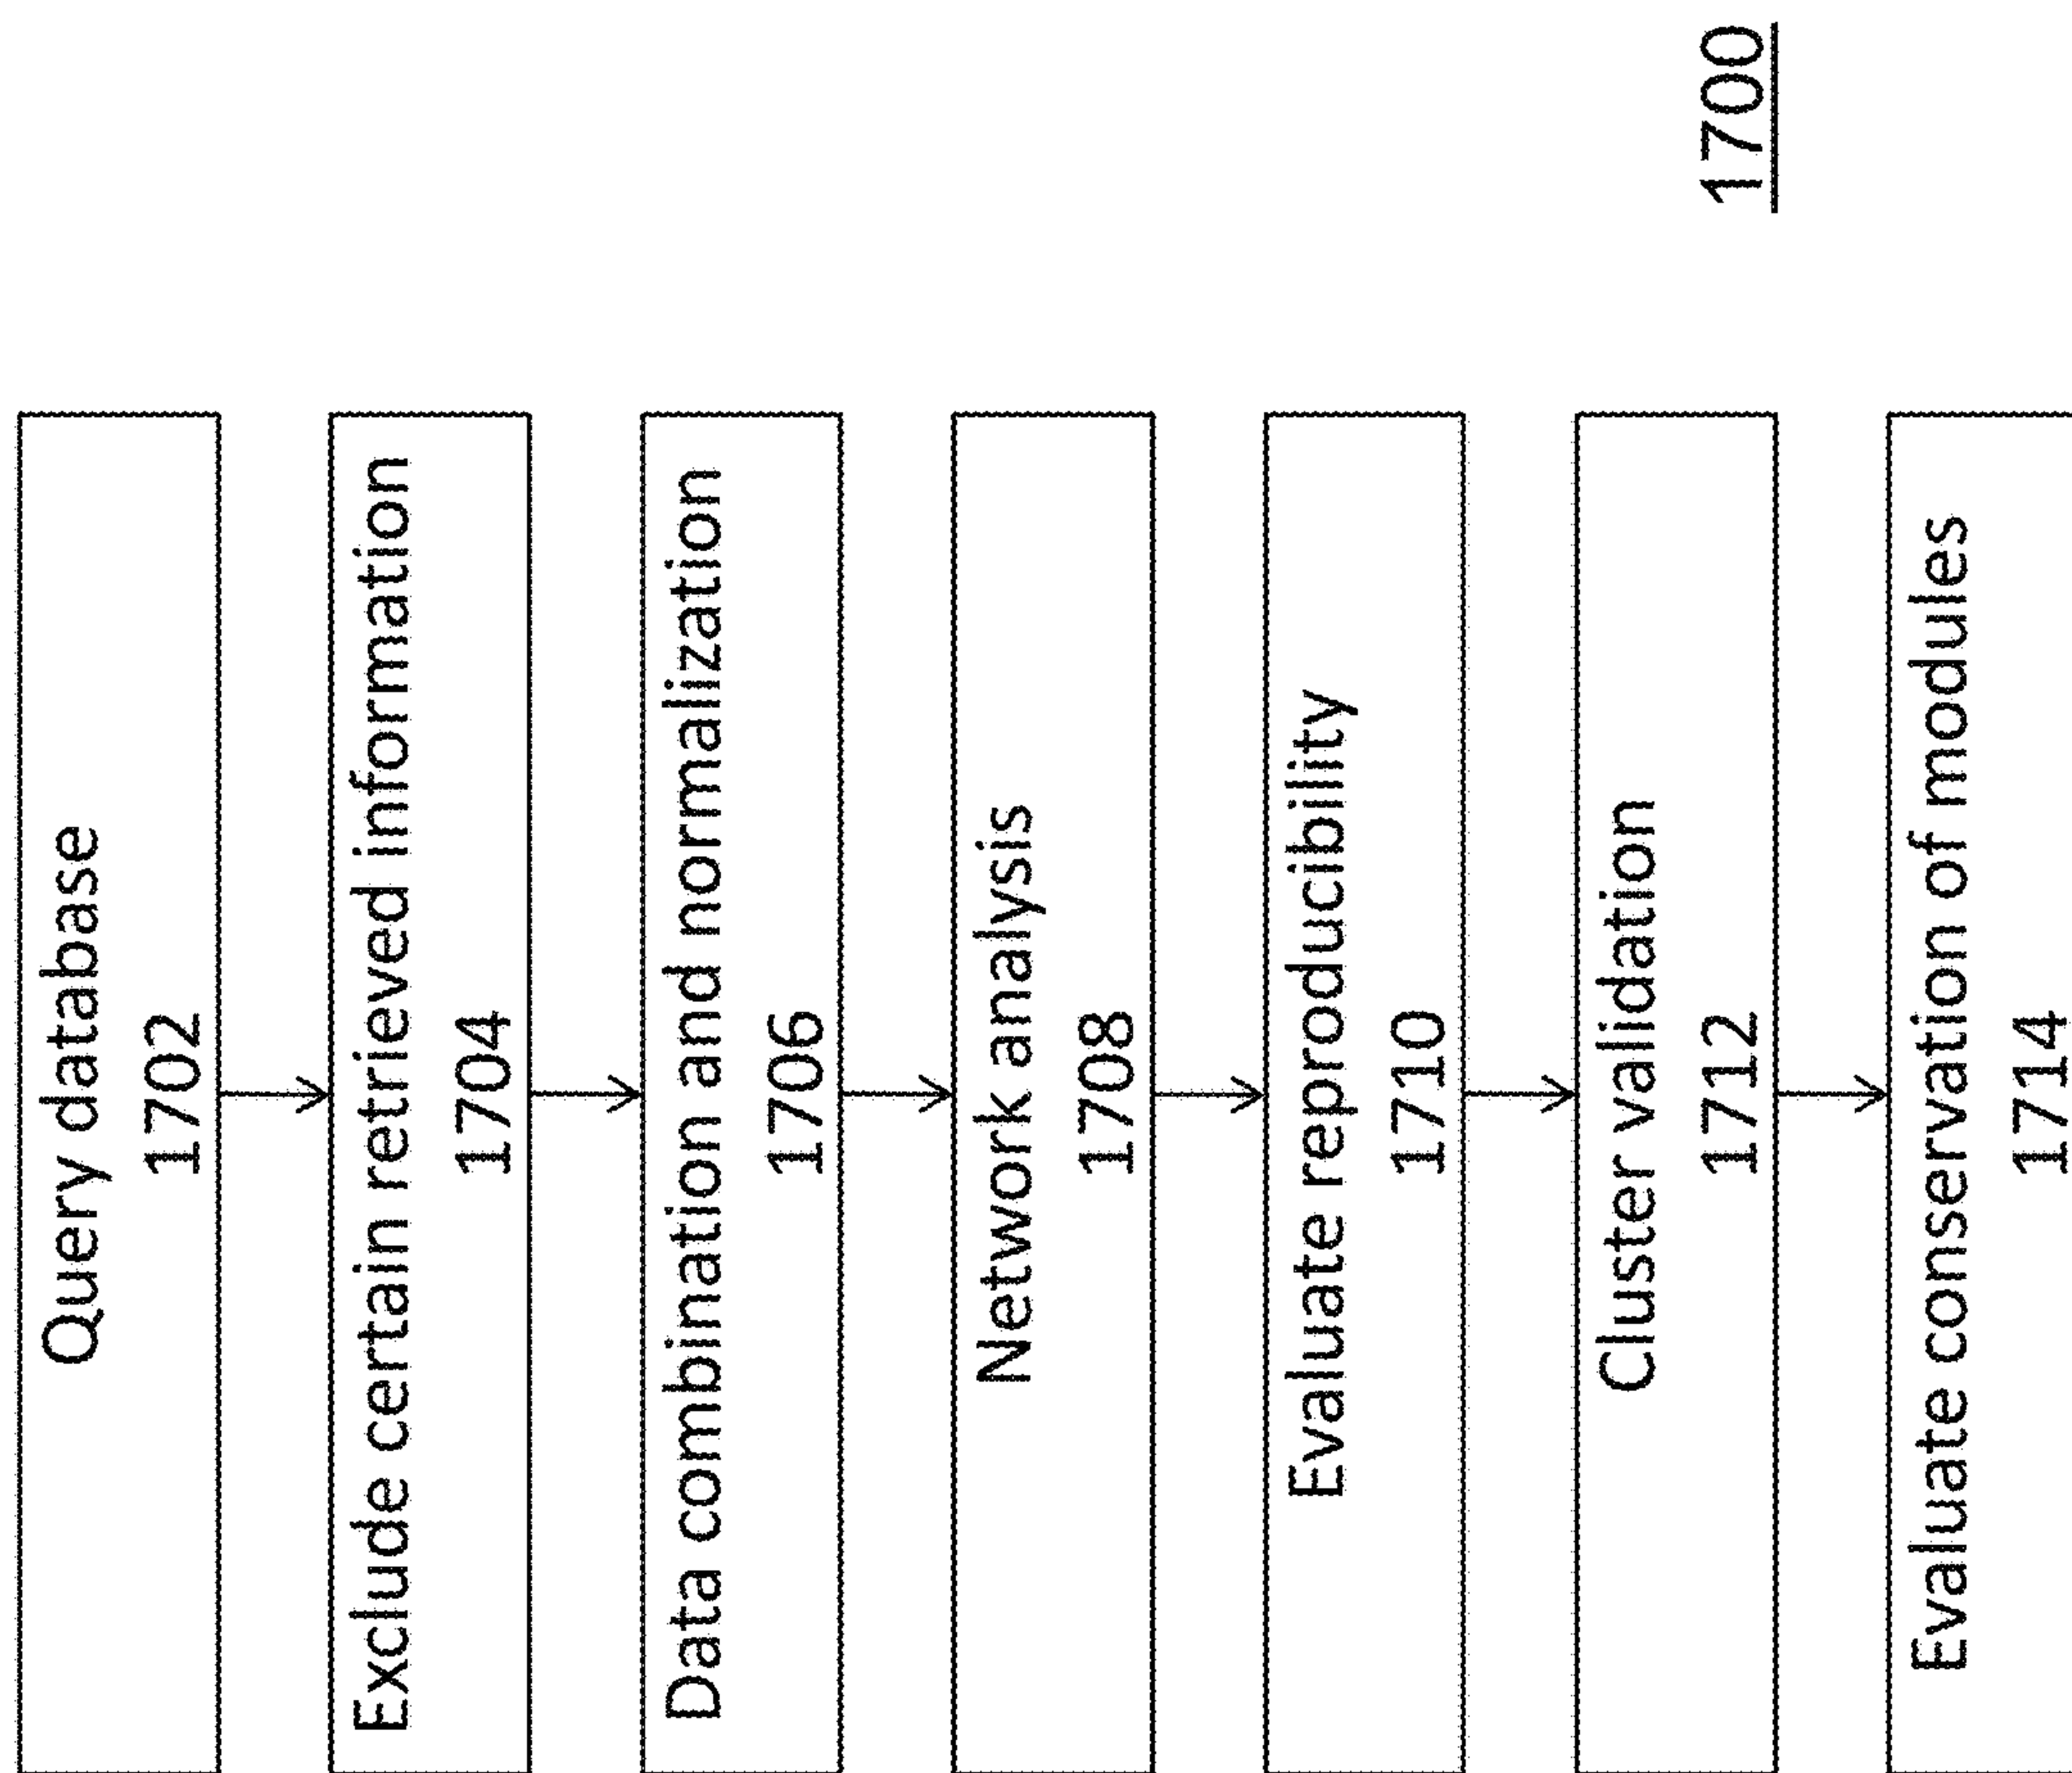 Query database
1702
Exclude certain retrieved information
1704
Data combination and normalization
1706
Network analysis
1708
Evaluate reproducibility
1710
Cluster validation
1712
Evaluate conservation of modules
1714
1700